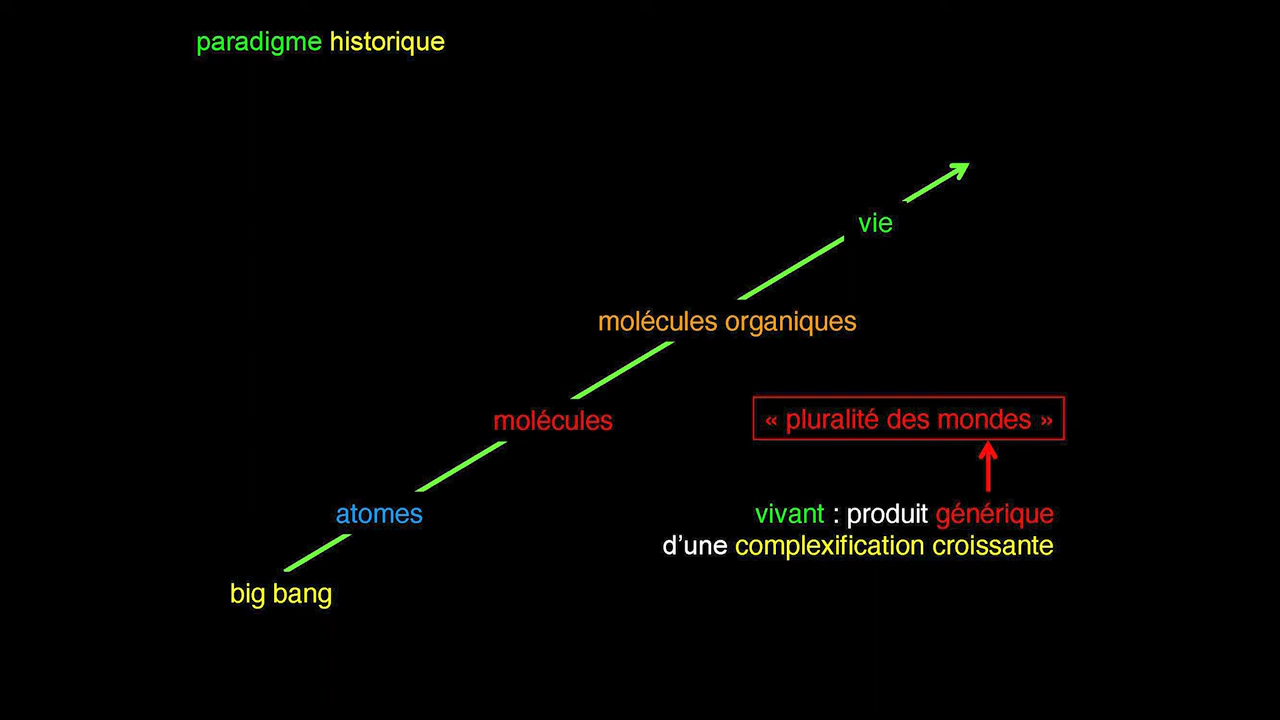 paradigme historique
vie
molécules organiques
molécules
« pluralité des mondes »
atomes
vivant : produit générique
d’une complexification croissante
big bang